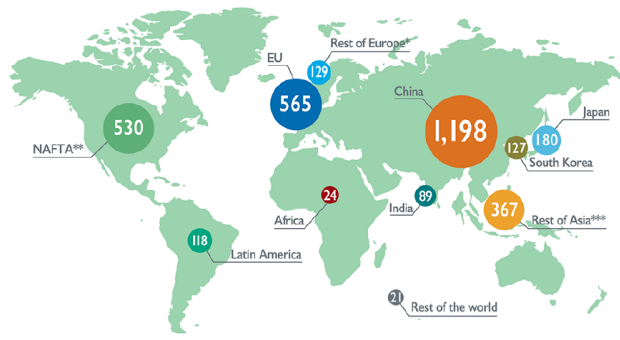 Rest of Europe*
EU
129
565
China
1,198
530
NAFTA**
Japan
180
127
South Korea
24
Africa
89
India
367
Rest of Asia***
118
Latin America
21
Rest of the world